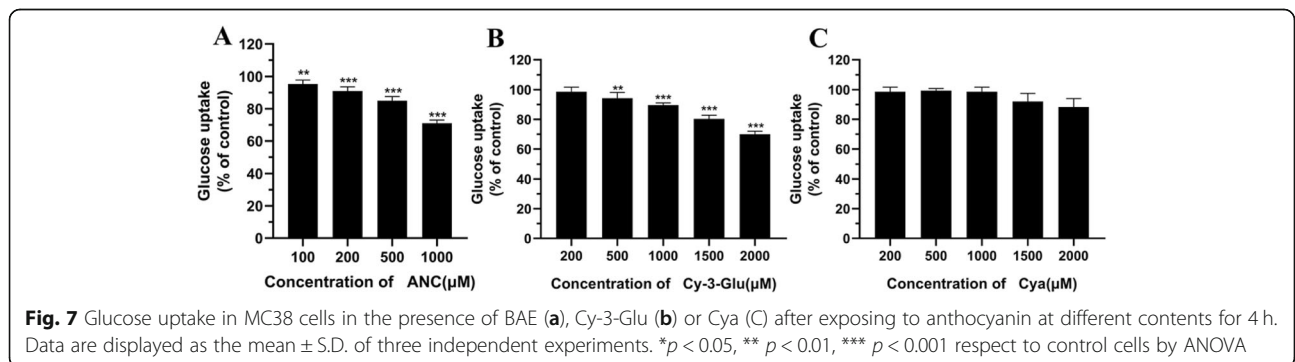 A
B
C
120
100
80
60
40
20
0
Glucose uptake
(% of control)
**
***
***
***
100 200 500 1000
Concentration of ANC(μM)
120
100
80
60
40
20
0
Glucose uptake
(% of control)
**
***
***
***
200 500 1000 1500 2000
Concentration of Cy-3-Glu(μM)
120
100
80
60
40
20
0
Glucose uptake
(% of control)
200 500 1000 1500 2000
Concentration of Cya(μM)
Fig. 7 Glucose uptake in MC38 cells in the presence of BAE (a), Cy-3-Glu (b) or Cya (C) after exposing to anthocyanin at different contents for 4 h.
Data are displayed as the mean ± S.D. of three independent experiments. *p < 0.05, ** p < 0.01, *** p < 0.001 respect to control cells by ANOVA